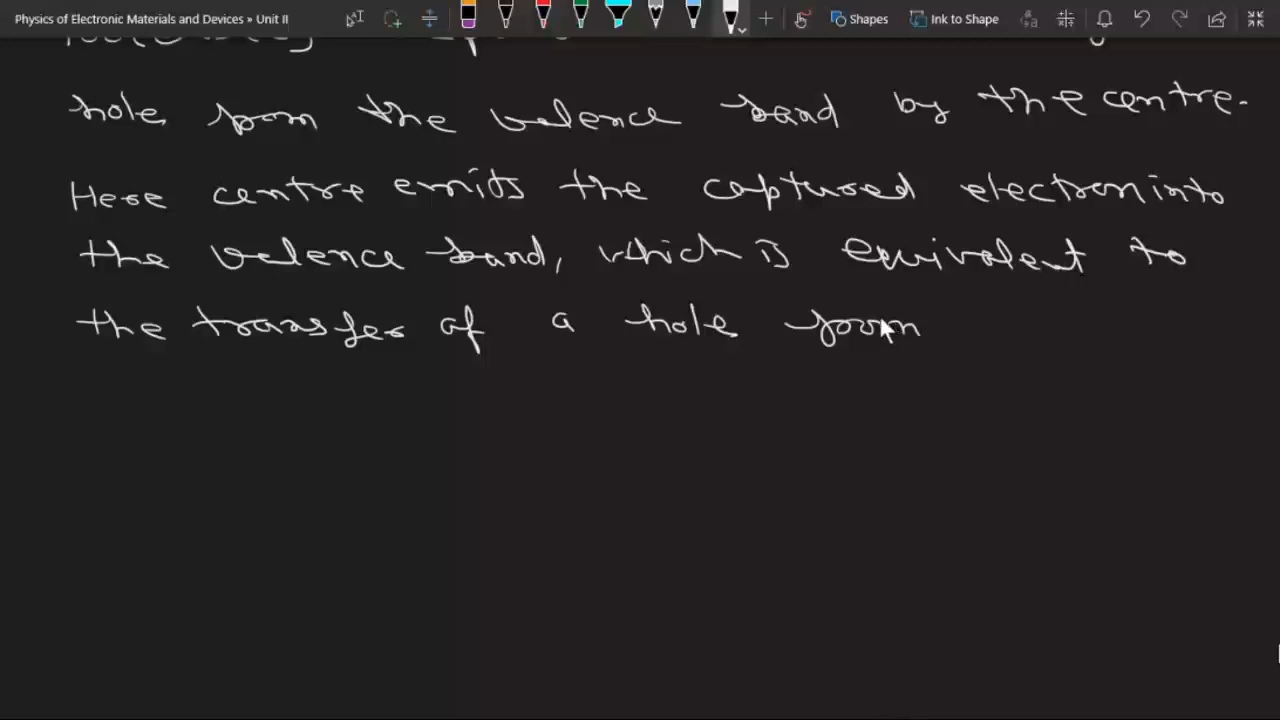 Physics of Electronic Materials and Devices » Unit II
Shapes
Ink to Shape
hole from the valence band by the centre.
Here centre emits the captured electron into
the valence band, which is equivalent to
the transfer of a hole from